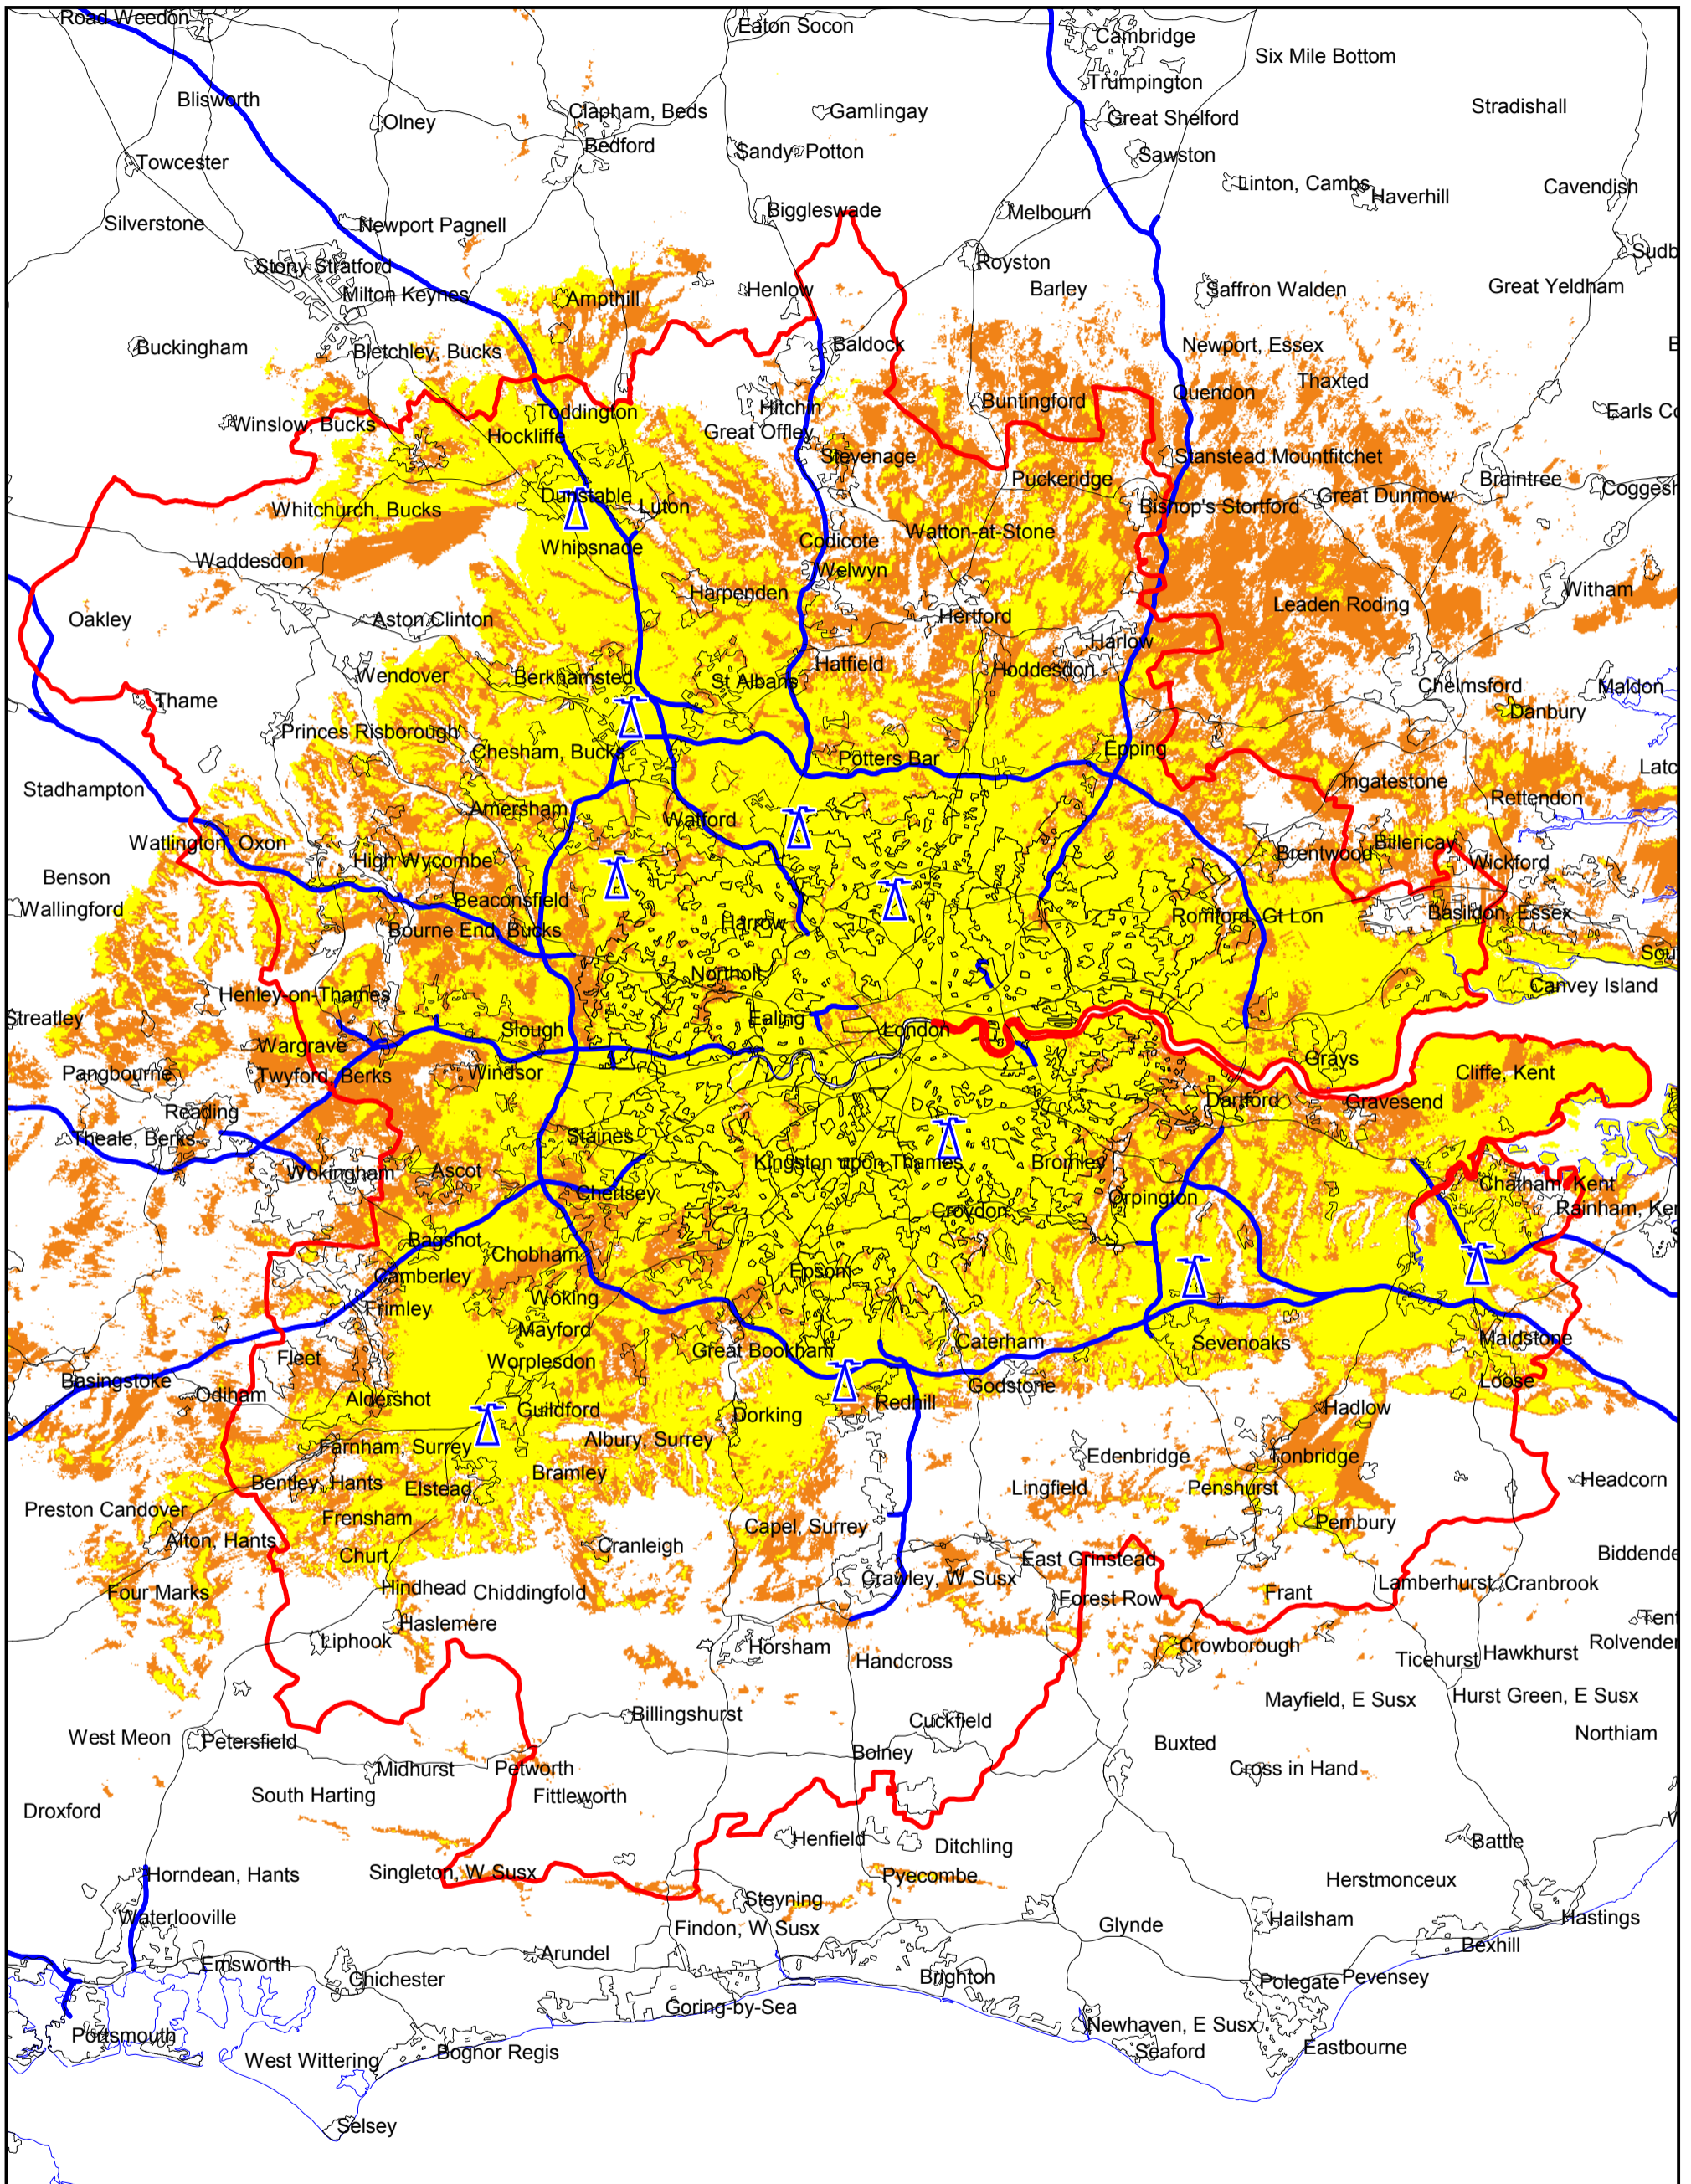 Road Weedon
Eaton Socon
Cambridge
Six Mile Bottom
Trumpington
Blisworth
Stradishall
Olney
Clapham, Beds
Gamlingay
Great Shelford
Bedford
Sandy
Potton
Sawston
Towcester
Linton, Cambs
Haverhill
Cavendish
Silverstone
Newport Pagnell
Biggleswade
Melbourn
Stony Stratford
Royston
Sudb
Milton Keynes
Ampthill
Henlow
Barley
Saffron Walden
Great Yeldham
Buckingham
Bletchley, Bucks
Baldock
Newport, Essex
Thaxted
Quendon
Winslow, Bucks
Toddington
Hitchin
Buntingford
Earls Co
Hockliffe
Great Offley
Stevenage
Stanstead Mountfitchet
Puckeridge
Braintree
Coggesh
Whitchurch, Bucks
Dunstable
Luton
Bishop's Stortford
Great Dunmow
Whipsnade
Codicote
Watton-at-Stone
Waddesdon
Welwyn
Witham
Oakley
Aston Clinton
Harpenden
Hertford
Leaden Roding
Harlow
Wendover
Berkhamsted
St Albans
Hatfield
Hoddesdon
Chelmsford
Maldon
Thame
Danbury
Princes Risborough
Chesham, Bucks
Potters Bar
Epping
Stadhampton
Ingatestone
Latc
Rettendon
Amersham
Watford
Watlington, Oxon
High Wycombe
Brentwood
Billericay
Wickford
Benson
Wallingford
Beaconsfield
Bourne End, Bucks
Harrow
Romford, Gt Lon
Basildon, Essex
Sou
Northolt
Henley-on-Thames
Canvey Island
Streatley
Slough
Ealing
London
Wargrave
Grays
Pangbourne
Twyford, Berks
Windsor
Cliffe, Kent
Reading
Dartford
Gravesend
Theale, Berks
Staines
Wokingham
Ascot
Kingston upon Thames
Bromley
Chertsey
Orpington
Chatham, Kent
Croydon
Rainham, Ken
Bagshot
Chobham
Camberley
Epsom
Frimley
Woking
Mayford
Great Bookham
Caterham
Sevenoaks
Maidstone
Fleet
Worplesdon
Basingstoke
Odiham
Aldershot
Godstone
Loose
Guildford
Dorking
Redhill
Hadlow
Farnham, Surrey
Albury, Surrey
Edenbridge
Tonbridge
Bentley, Hants
Elstead
Bramley
Lingfield
Penshurst
Headcorn
Preston Candover
Frensham
Capel, Surrey
Pembury
Alton, Hants
Churt
Cranleigh
East Grinstead
Biddende
Four Marks
Hindhead
Chiddingfold
Crawley, W Susx
Forest Row
Frant
Lamberhurst
Cranbrook
Haslemere
Tent
Liphook
Horsham
Handcross
Crowborough
Ticehurst
Hawkhurst
Rolvenden
Mayfield, E Susx
Hurst Green, E Susx
West Meon
Petersfield
Billingshurst
Cuckfield
Northiam
Bolney
Buxted
Midhurst
Petworth
Cross in Hand
South Harting
Fittleworth
Droxford
Henfield
Ditchling
Battle
Horndean, Hants
Singleton, W Susx
Pyecombe
Herstmonceux
Waterlooville
Steyning
Findon, W Susx
Glynde
Hailsham
Hastings
Emsworth
Arundel
Bexhill
Chichester
Brighton
Polegate
Pevensey
Goring-by-Sea
Portsmouth
Newhaven, E Susx
West Wittering
Bognor Regis
Seaford
Eastbourne
Selsey